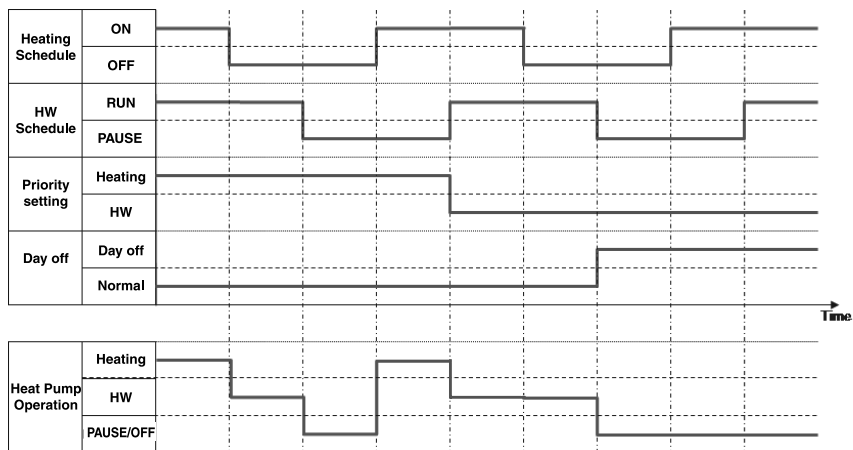 Heating
Schedule
ON
OFF
HW
Schedule
RUN
PAUSE
Priority
setting
Heating
HW
Day off
Day off
Normal
Time
Heat Pump
Operation
Heating
HW
PAUSE/OFF